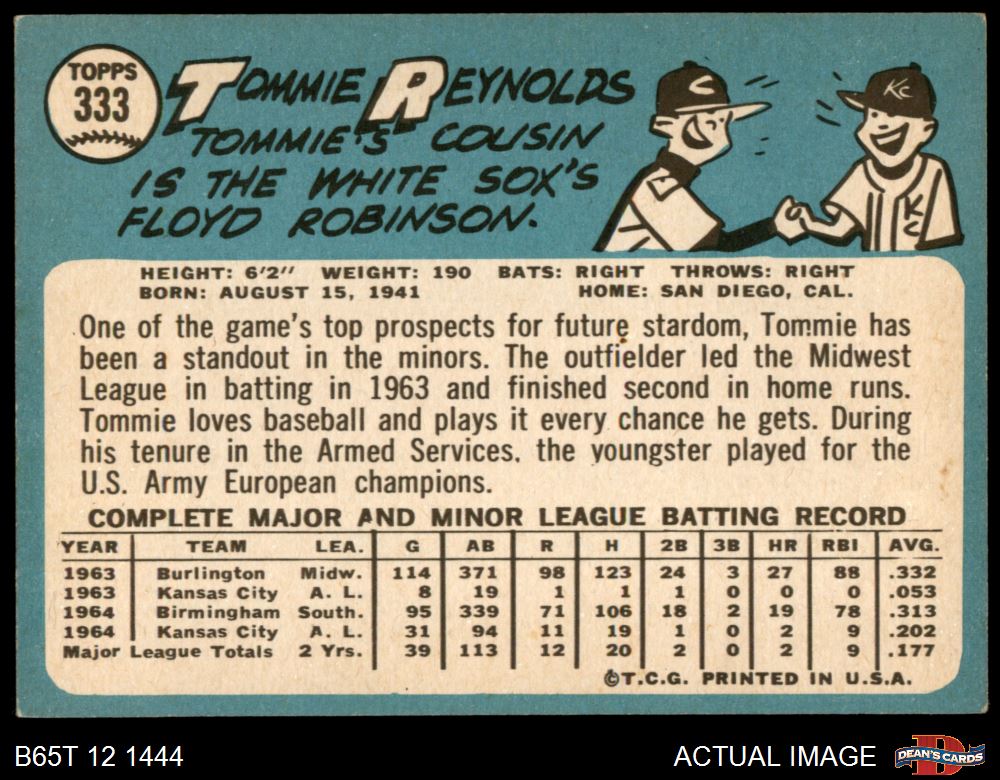 TOPPS
333
TOMMIE REYNOLDS
TOMMIE'S COUSIN
IS THE WHITE SOX'S
FLOYD ROBINSON.
C
KC
KC
HEIGHT: 6'2" WEIGHT: 190 BATS: RIGHT THROWS: RIGHT
BORN: AUGUST 15, 1941 HOME: SAN DIEGO, CAL.
One of the game's top prospects for future stardom, Tommie has
been a standout in the minors. The outfielder led the Midwest
League in batting in 1963 and finished second in home runs.
Tommie loves baseball and plays it every chance he gets. During
his tenure in the Armed Services. the youngster played for the
U.S. Army European champions.
COMPLETE MAJOR AND MINOR LEAGUE BATTING RECORD
YEAR TEAM LEA. G AB R H 2B 3B HR RBI AVG.
1963 Burlington Midw. 114 371 98 123 24 3 27 88 .332
1963 Kansas City A. L. 8 19 1 1 1 0 0 0 .053
1964 Birmingham South. 95 339 71 106 18 2 19 78 .313
1964 Kansas City A. L. 31 94 11 19 1 0 2 9 .202
Major League Totals 2 Yrs. 39 113 12 20 2 0 2 9 .177
©T.C.G. PRINTED IN U.S.A.
B65T 12 1444 ACTUAL IMAGE
D
DEAN'S CARDS